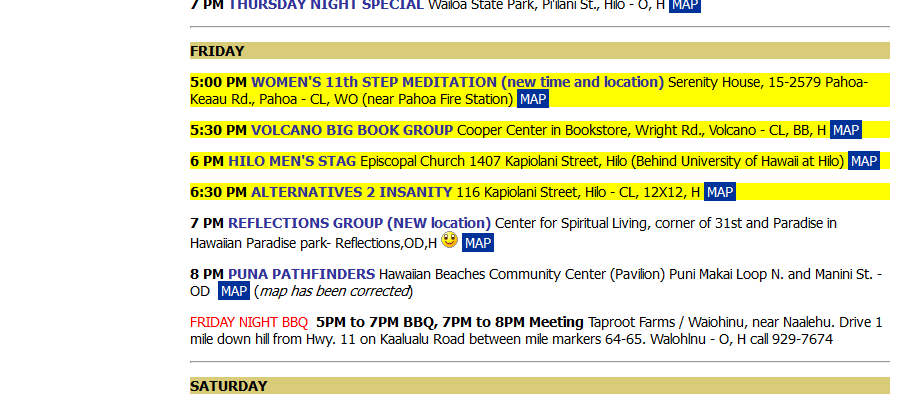 7 PM THURSDAY NIGHT SPECIAL Wailoa State Park, Pi'ilani St., Hilo - O, H MAP
FRIDAY
5:00 PM WOMEN'S 11th STEP MEDITATION (new time and location) Serenity House, 15-2579 Pahoa-
Keaau Rd., Pahoa - CL, WO (near Pahoa Fire Station) MAP
5:30 PM VOLCANO BIG BOOK GROUP Cooper Center in Bookstore, Wright Rd., Volcano - CL, BB, H MAP
6 PM HILO MEN'S STAG Episcopal Church 1407 Kapiolani Street, Hilo (Behind University of Hawaii at Hilo) MAP
6:30 PM ALTERNATIVES 2 INSANITY 116 Kapiolani Street, Hilo - CL, 12X12, H MAP
7 PM REFLECTIONS GROUP (NEW location) Center for Spiritual Living, corner of 31st and Paradise in
Hawaiian Paradise park- Reflections,OD,H MAP
8 PM PUNA PATHFINDERS Hawaiian Beaches Community Center (Pavilion) Puni Makai Loop N. and Manini St. -
OD MAP (map has been corrected)
FRIDAY NIGHT BBQ 5PM to 7PM BBQ, 7PM to 8PM Meeting Taproot Farms / Waiohinu, near Naalehu. Drive 1
mile down hill from Hwy. 11 on Kaalualu Road between mile markers 64-65. Walohlnu - O, H call 929-7674
SATURDAY